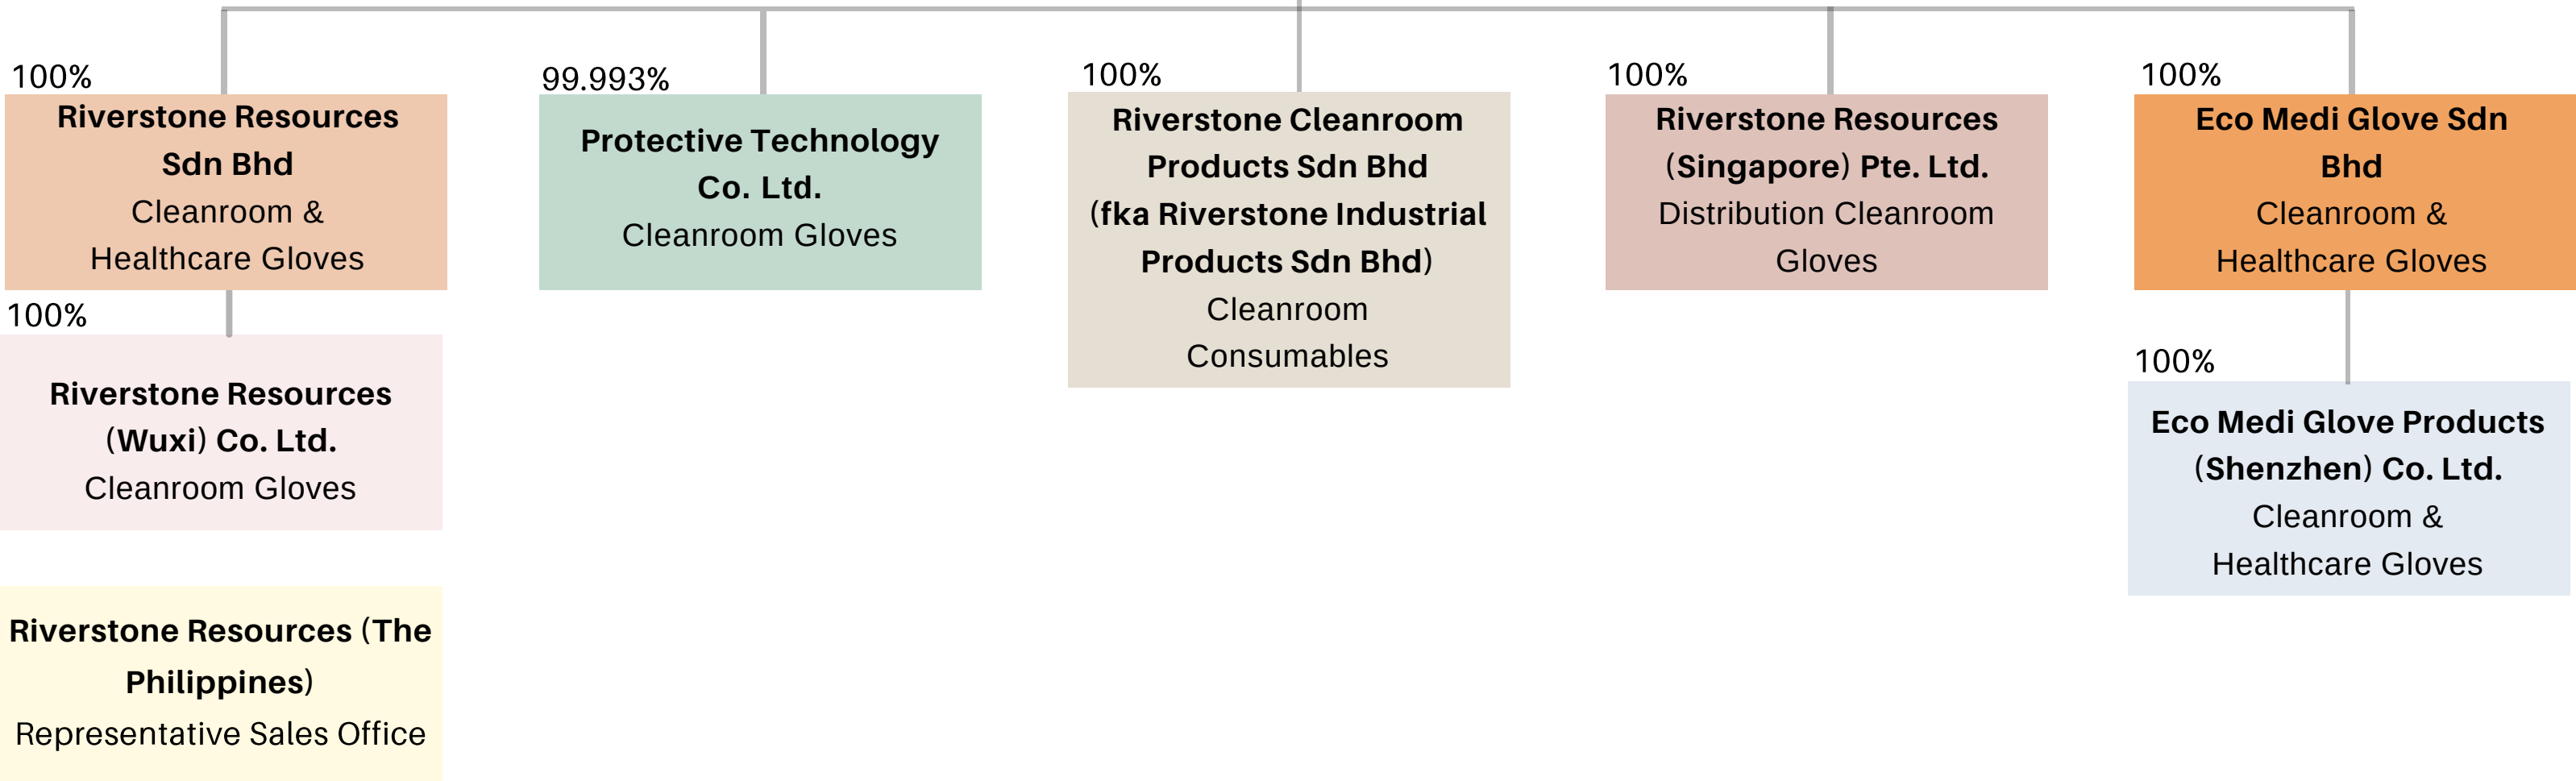 100%
Riverstone Resources
Sdn Bhd
Cleanroom &
Healthcare Gloves
100%
Riverstone Resources
(Wuxi) Co. Ltd.
Cleanroom Gloves
Riverstone Resources (The
Philippines)
Representative Sales Office
99.993%
Protective Technology
Co. Ltd.
Cleanroom Gloves
100%
Riverstone Cleanroom
Products Sdn Bhd
(fka Riverstone Industrial
Products Sdn Bhd)
Cleanroom
Consumables
100%
Riverstone Resources
(Singapore) Pte. Ltd.
Distribution Cleanroom
Gloves
100%
Eco Medi Glove Sdn
Bhd
Cleanroom &
Healthcare Gloves
100%
Eco Medi Glove Products
(Shenzhen) Co. Ltd.
Cleanroom &
Healthcare Gloves